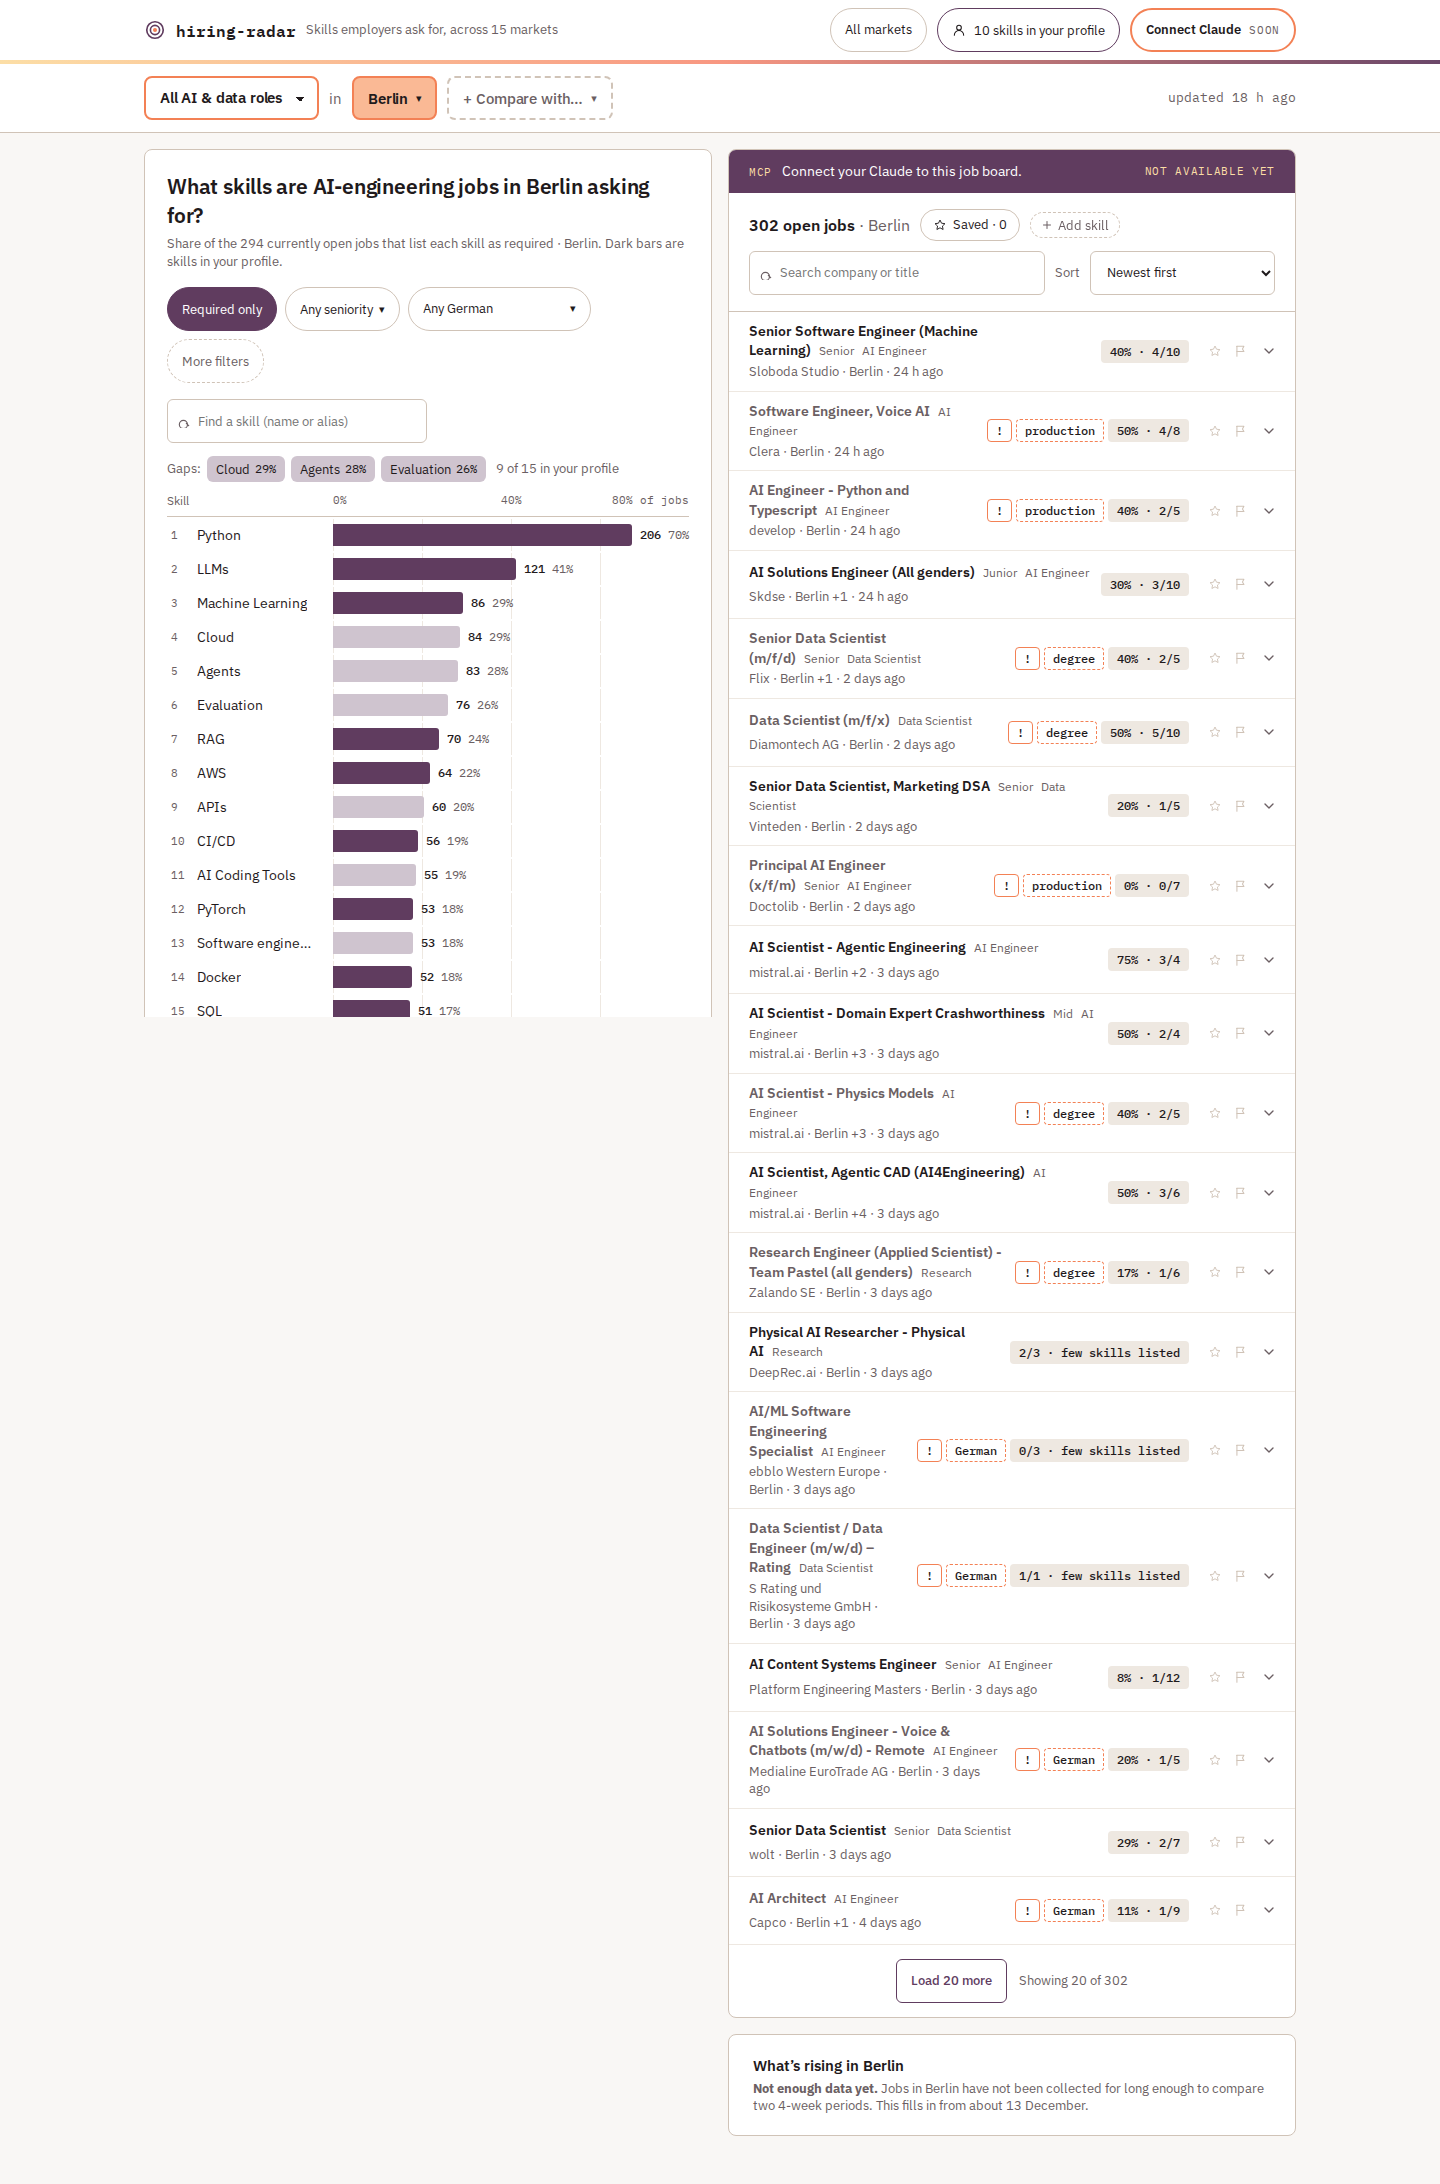 hiring-radar Skills employers ask for, across 15 markets All markets 10 skills in your profile Connect Claude SOON
All AI & data roles in Berlin + Compare with... updated 18 h ago
What skills are AI-engineering jobs in Berlin asking
for?
Share of the 294 currently open jobs that list each skill as required · Berlin. Dark bars are
skills in your profile.
Required only Any seniority Any German
More filters
Find a skill (name or alias)
Gaps: Cloud 29% Agents 28% Evaluation 26% 9 of 15 in your profile
Skill 0% 40% 80% of jobs
1 Python 206 70%
2 LLMs 121 41%
3 Machine Learning 86 29%
4 Cloud 84 29%
5 Agents 83 28%
6 Evaluation 76 26%
7 RAG 70 24%
8 AWS 64 22%
9 APIs 60 20%
10 CI/CD 56 19%
11 AI Coding Tools 55 19%
12 PyTorch 53 18%
13 Software engine... 53 18%
14 Docker 52 18%
15 SQL 51 17%
MCP Connect your Claude to this job board. NOT AVAILABLE YET
302 open jobs · Berlin Saved · 0 + Add skill
Search company or title Sort Newest first
Senior Software Engineer (Machine
Learning) Senior AI Engineer 40% · 4/10
Sloboda Studio · Berlin · 24 h ago
Software Engineer, Voice AI AI
Engineer ! production 50% · 4/8
Clera · Berlin · 24 h ago
AI Engineer - Python and
Typescript AI Engineer ! production 40% · 2/5
develop · Berlin · 24 h ago
AI Solutions Engineer (All genders) Junior AI Engineer 30% · 3/10
Skdse · Berlin +1 · 24 h ago
Senior Data Scientist
(m/f/d) Senior Data Scientist ! degree 40% · 2/5
Flix · Berlin +1 · 2 days ago
Data Scientist (m/f/x) Data Scientist ! degree 50% · 5/10
Diamontech AG · Berlin · 2 days ago
Senior Data Scientist, Marketing DSA Senior Data
Scientist 20% · 1/5
Vinteden · Berlin · 2 days ago
Principal AI Engineer
(x/f/m) Senior AI Engineer ! production 0% · 0/7
Doctolib · Berlin · 2 days ago
AI Scientist - Agentic Engineering AI Engineer 75% · 3/4
mistral.ai · Berlin +2 · 3 days ago
AI Scientist - Domain Expert Crashworthiness Mid AI
Engineer 50% · 2/4
mistral.ai · Berlin +3 · 3 days ago
AI Scientist - Physics Models AI
Engineer ! degree 40% · 2/5
mistral.ai · Berlin +3 · 3 days ago
AI Scientist, Agentic CAD (AI4Engineering) AI
Engineer 50% · 3/6
mistral.ai · Berlin +4 · 3 days ago
Research Engineer (Applied Scientist) -
Team Pastel (all genders) Research ! degree 17% · 1/6
Zalando SE · Berlin · 3 days ago
Physical AI Researcher - Physical
AI Research 2/3 · few skills listed
DeepRec.ai · Berlin · 3 days ago
AI/ML Software
Engineering
Specialist AI Engineer ! German 0/3 · few skills listed
ebblo Western Europe ·
Berlin · 3 days ago
Data Scientist / Data
Engineer (m/w/d) –
Rating Data Scientist ! German 1/1 · few skills listed
S Rating und
Risikosysteme GmbH ·
Berlin · 3 days ago
AI Content Systems Engineer Senior AI Engineer 8% · 1/12
Platform Engineering Masters · Berlin · 3 days ago
AI Solutions Engineer - Voice &
Chatbots (m/w/d) - Remote AI Engineer ! German 20% · 1/5
Medialine EuroTrade AG · Berlin · 3 days
ago
Senior Data Scientist Senior Data Scientist 29% · 2/7
wolt · Berlin · 3 days ago
AI Architect AI Engineer ! German 11% · 1/9
Capco · Berlin +1 · 4 days ago
Load 20 more Showing 20 of 302
What's rising in Berlin
Not enough data yet. Jobs in Berlin have not been collected for long enough to compare
two 4-week periods. This fills in from about 13 December.